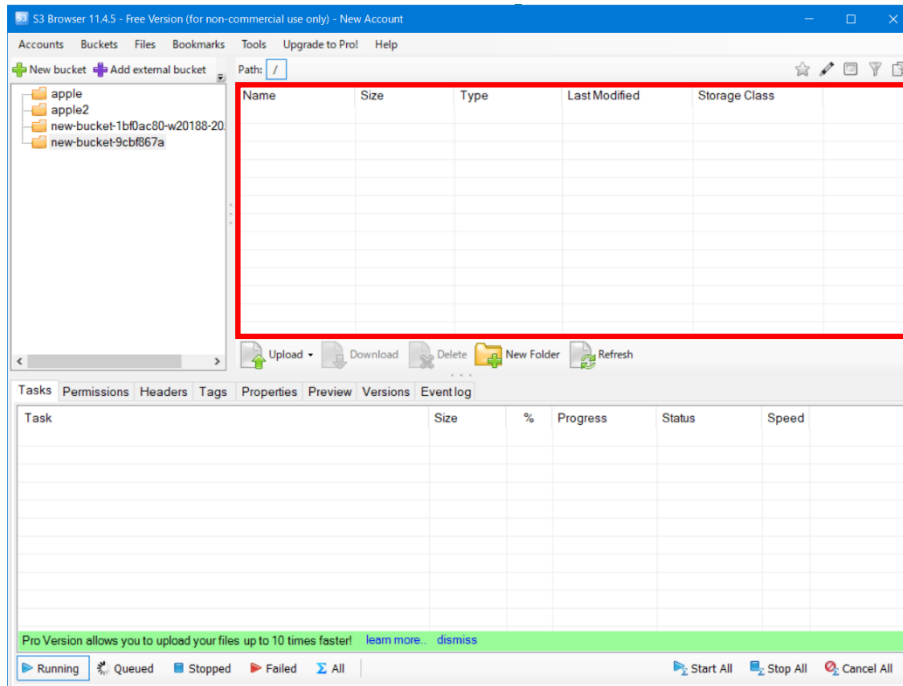 S3 Browser 11.4.5 - Free Version (for non-commercial use only) - New Account
Accounts Buckets Files Bookmarks Tools Upgrade to Pro! Help
New bucket Add external bucket Path: /
apple
apple2
new-bucket-1bf0ac80-w20188-20
new-bucket-9cbf867a
Name Size Type Last Modified Storage Class
Upload Download Delete New Folder Refresh
Tasks Permissions Headers Tags Properties Preview Versions Event log
Task Size % Progress Status Speed
Pro Version allows you to upload your files up to 10 times faster! learn more.. dismiss
Running Queued Stopped Failed All Start All Stop All Cancel All